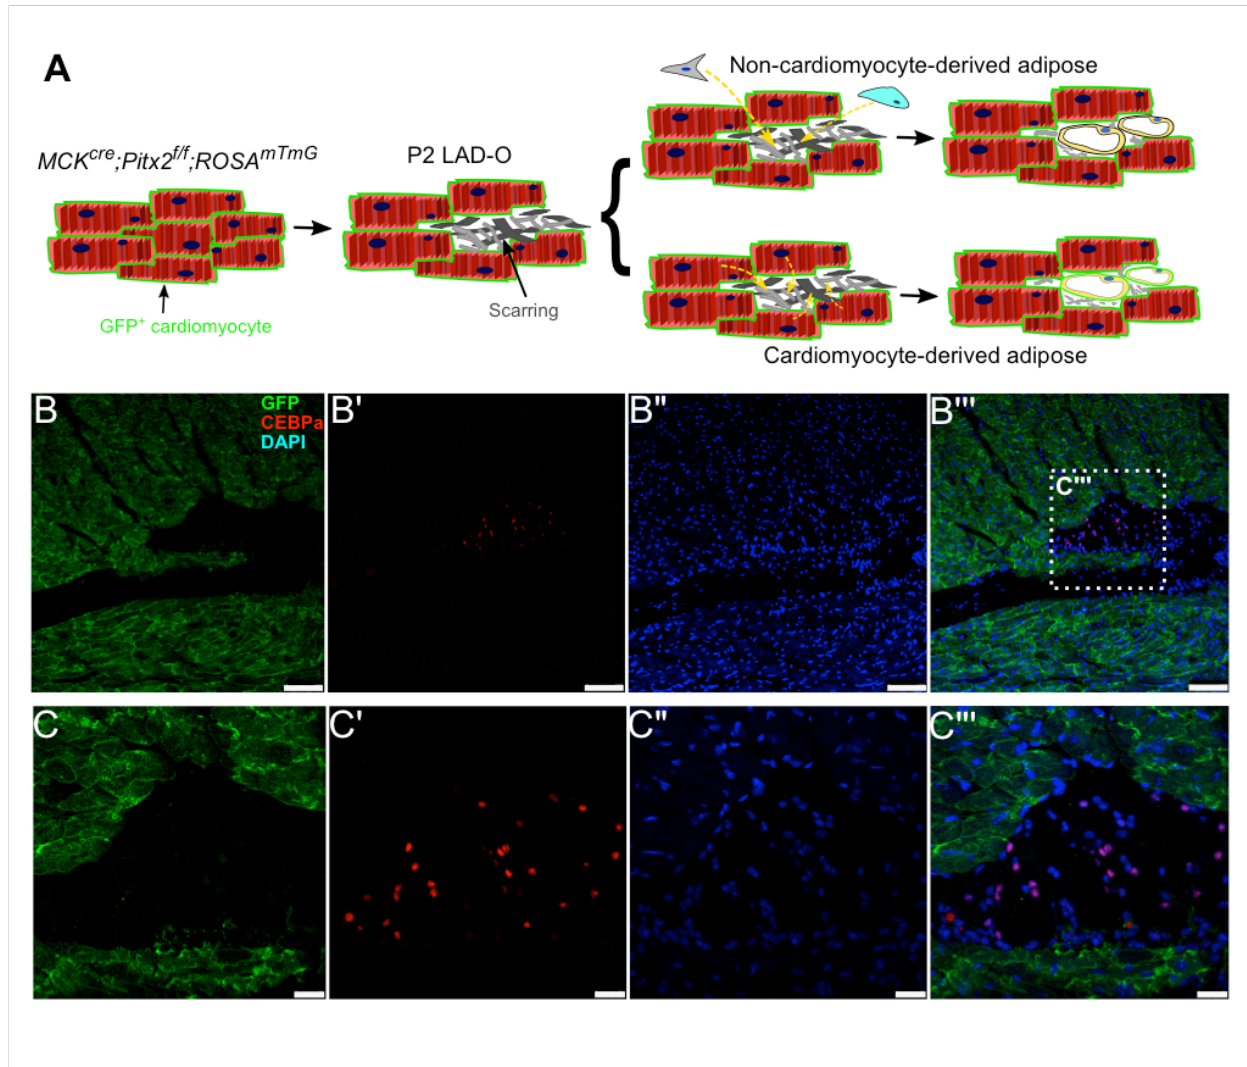 A
Non-cardiomyocyte-derived adipose
MCKcre;Pitx2f/f;ROSAmTmG
P2 LAD-O
Scarring
GFP+ cardiomyocyte
Cardiomyocyte-derived adipose
B
GFP
CEBPa
DAPI
B'
B''
B'''
C'''
C
C'
C''
C'''